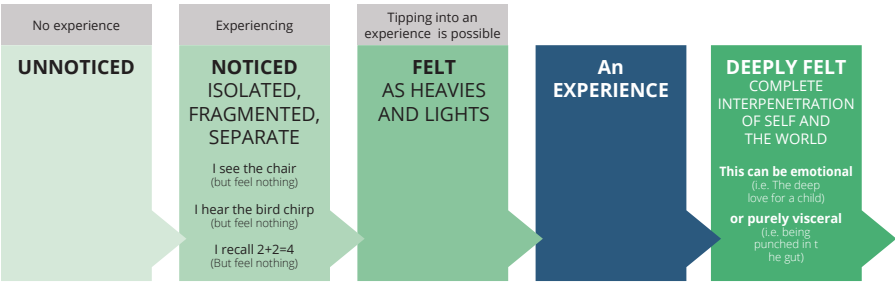 No experience
UNNOTICED
Experiencing
NOTICED
ISOLATED,
FRAGMENTED,
SEPARATE
I see the chair
(but feel nothing)
I hear the bird chirp
(but feel nothing)
I recall 2+2=4
(But feel nothing)
Tipping into an
experience is possible
FELT
AS HEAVIES
AND LIGHTS
An
EXPERIENCE
DEEPLY FELT
COMPLETE
INTERPENETRATION
OF SELF AND
THE WORLD
This can be emotional
(i.e. The deep
love for a child)
or purely visceral
(i.e. being
punched in t
he gut)